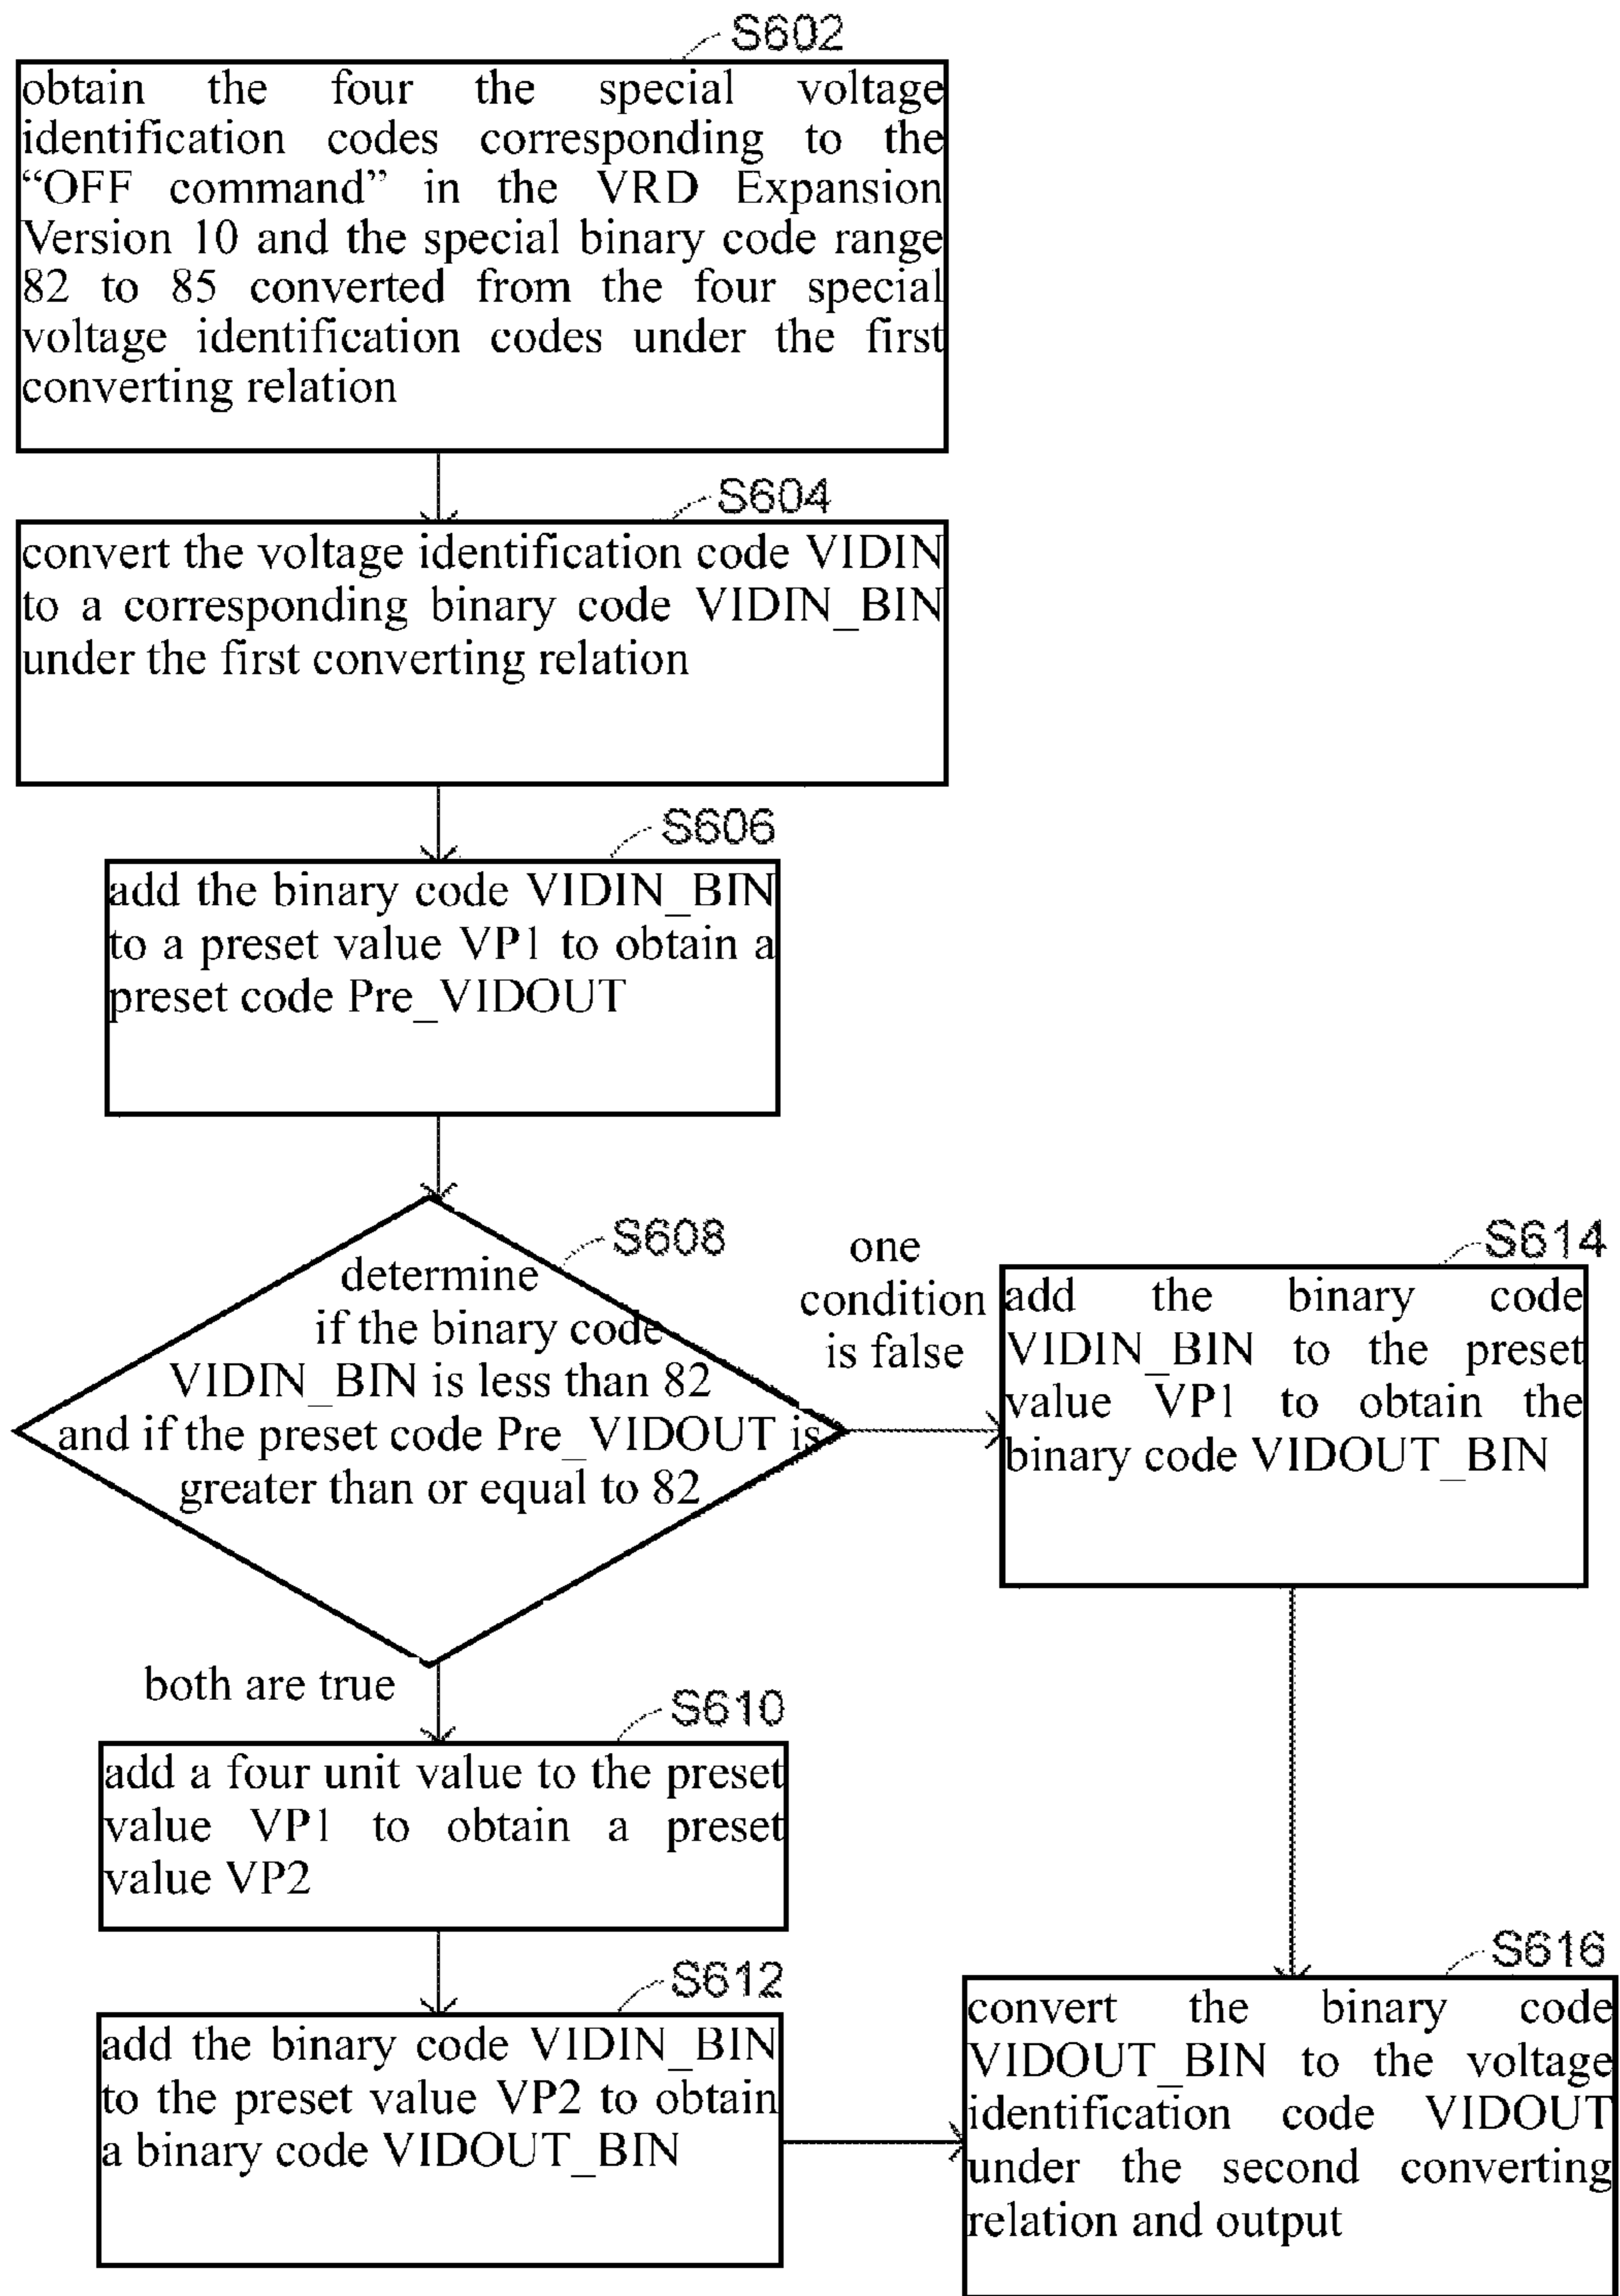 S602
obtain the four the special voltage
identification codes corresponding to the
“OFF command” in the VRD Expansion
Version 10 and the special binary code range
82 to 85 converted from the four special
voltage identification codes under the first
converting relation
S604
convert the voltage identification code VIDIN
to a corresponding binary code VIDIN_BIN
under the first converting relation
S606
add the binary code VIDIN_BIN
to a preset value VP1 to obtain a
preset code Pre_VIDOUT
S608
determine
if the binary code
VIDIN_BIN is less than 82
and if the preset code Pre_VIDOUT is
greater than or equal to 82
one
condition
is false
S614
add the binary code
VIDIN_BIN to the preset
value VP1 to obtain the
binary code VIDOUT_BIN
both are true
S610
add a four unit value to the preset
value VP1 to obtain a preset
value VP2
S612
add the binary code VIDIN_BIN
to the preset value VP2 to obtain
a binary code VIDOUT_BIN
S616
convert the binary code
VIDOUT_BIN to the voltage
identification code VIDOUT
under the second converting
relation and output